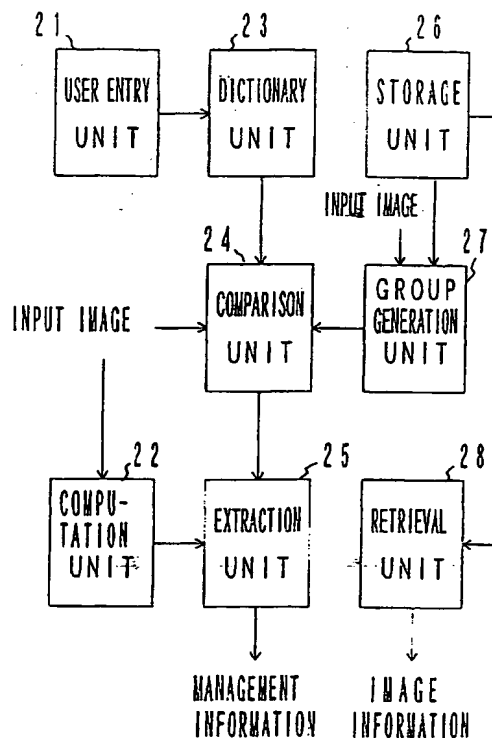 21
23
26
USER ENTRY
UNIT
DICTIONARY
UNIT
STORAGE
UNIT
INPUT IMAGE
24
27
INPUT IMAGE
COMPARISON
UNIT
GROUP
GENERATION
UNIT
22
25
28
COMPU-
TATION
UNIT
EXTRACTION
UNIT
RETRIEVAL
UNIT
MANAGEMENT
INFORMATION
IMAGE
INFORMATION